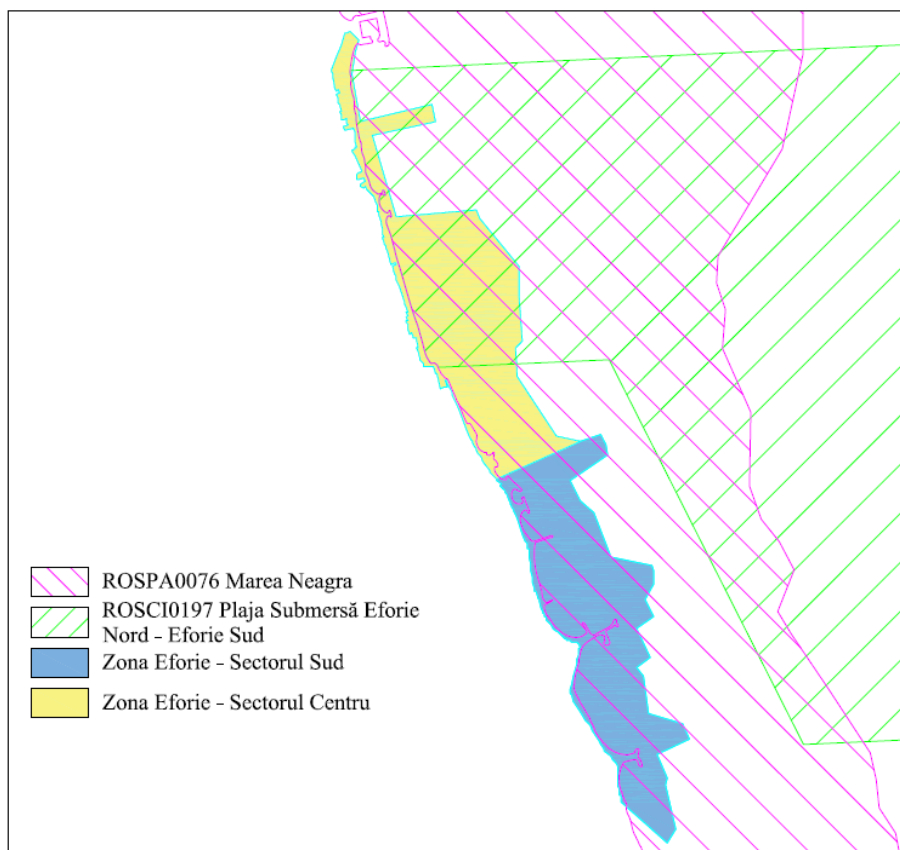 ROSPA0076 Marea Neagra
ROSCI0197 Plaja Submersă Eforie
Nord - Eforie Sud
Zona Eforie - Sectorul Sud
Zona Eforie - Sectorul Centru